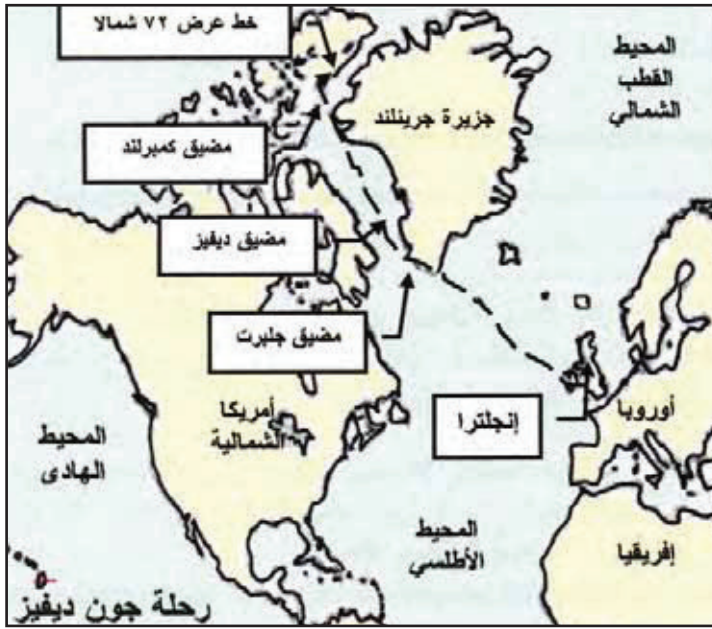 خط عرض ٧٢ شمالا
المحيط
القطب
الشمالي
جزيرة جرينلند
مضيق كمبرلند
مضيق ديفيز
مضيق جلبرت
أمريكا
الشمالية
إنجلترا
أوروبا
المحيط
الهادى
المحيط
الأطلسي
إفريقيا
رحلة جون ديفيز